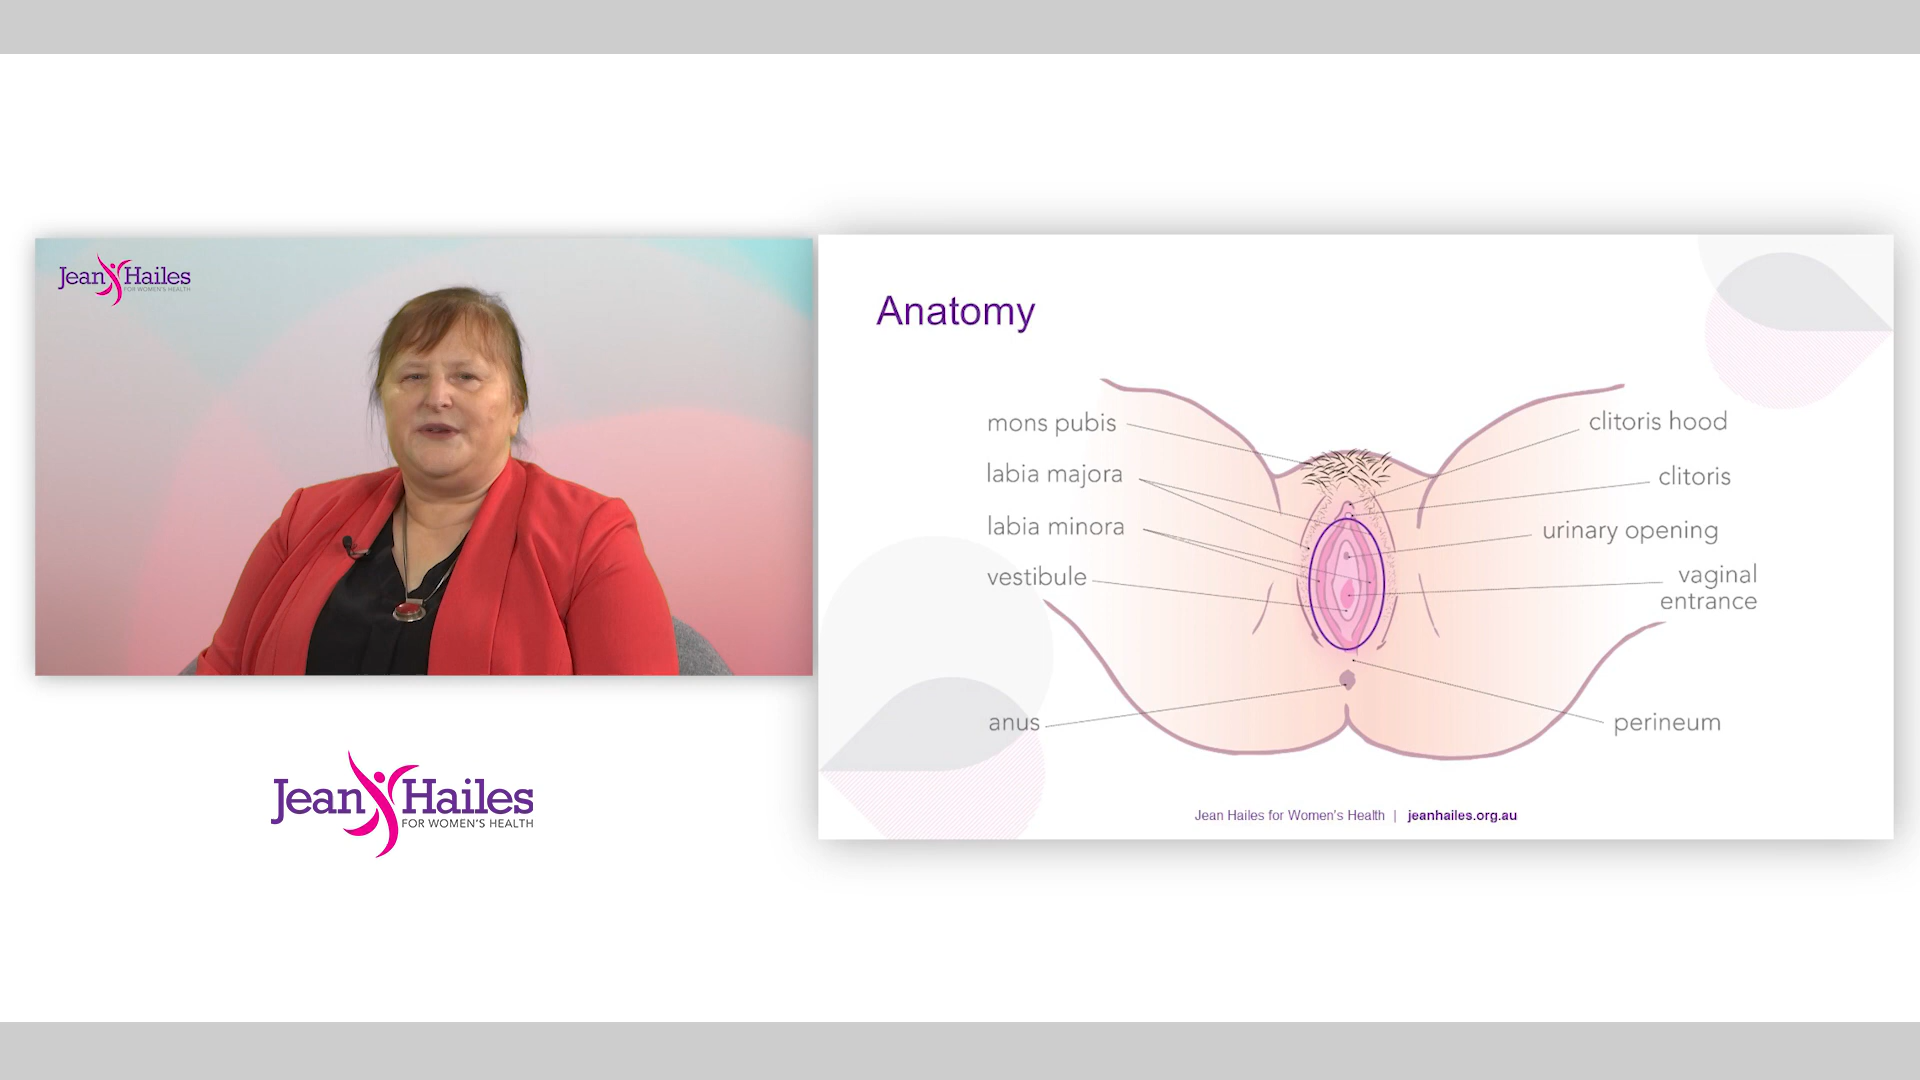 Jean Hailes
FOR WOMEN'S HEALTH
Jean Hailes
FOR WOMEN'S HEALTH
Anatomy
mons pubis
labia majora
labia minora
vestibule
anus
clitoris hood
clitoris
urinary opening
vaginal
entrance
perineum
Jean Hailes for Women's Health | jeanhailes.org.au